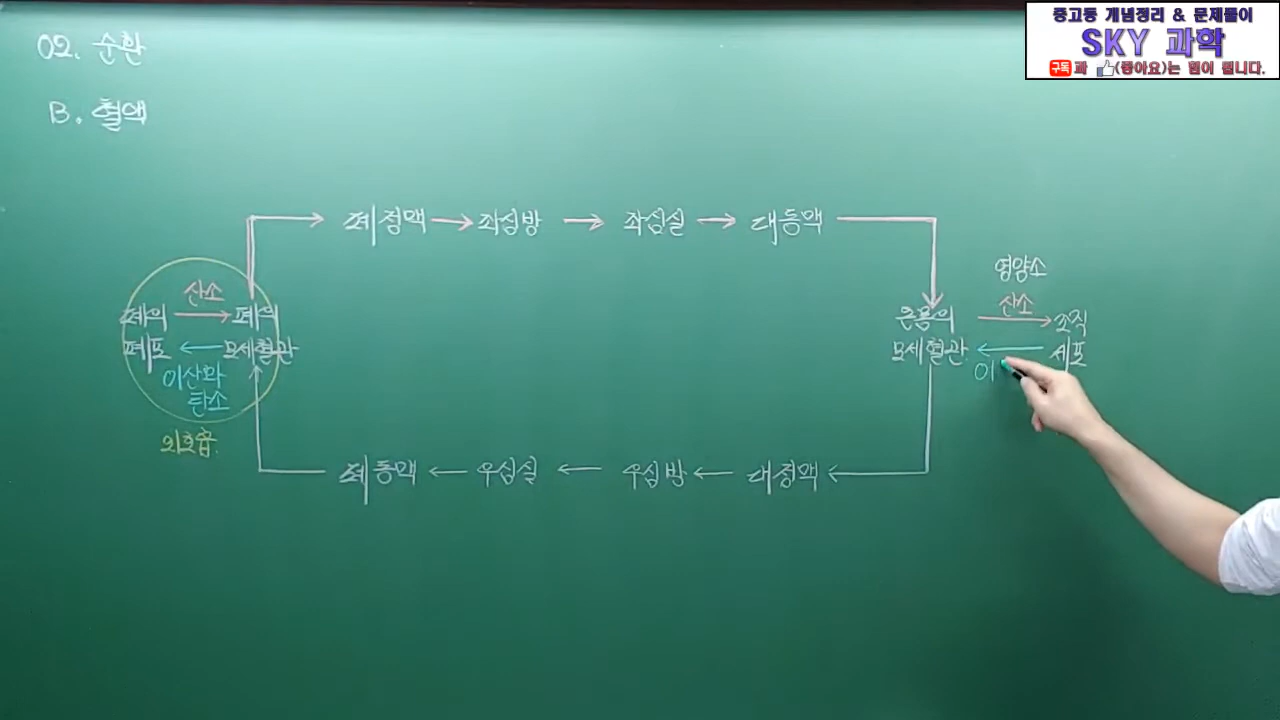 02. 순환
B. 혈액
중고등 개념정리 & 문제풀이
SKY 과학
구독과 (좋아요)는 힘이 됩니다.
폐정맥 → 좌심방 → 좌심실 → 대동맥
영양소
산소
폐의 → 폐의
폐포 ← 모세혈관
이산화
탄소
외호흡
산소
온몸의 → 조직
모세혈관 ← 세포
이
폐동맥 ← 우심실 ← 우심방 ← 대정맥